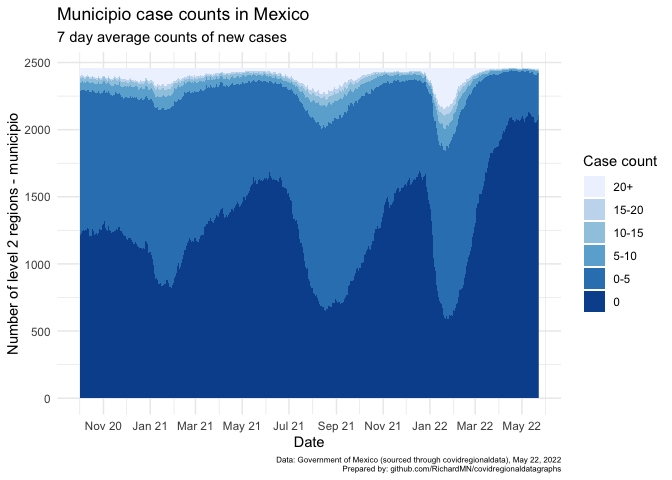 Municipio case counts in Mexico
7 day average counts of new cases
Number of level 2 regions - municipio
2500
2000
1500
1000
500
0
Nov 20 Jan 21 Mar 21 May 21 Jul 21 Sep 21 Nov 21 Jan 22 Mar 22 May 22
Date
Case count
20+
15-20
10-15
5-10
0-5
0
Data: Government of Mexico (sourced through covidregionaldata), May 22, 2022
Prepared by: github.com/RichardMN/covidregionaldatagraphs